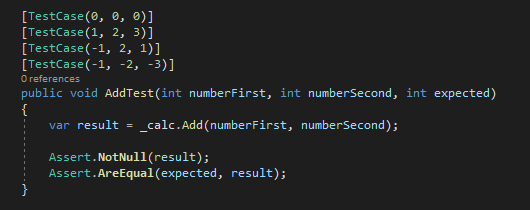 [TestCase(0, 0, 0)]
[TestCase(1, 2, 3)]
[TestCase(-1, 2, 1)]
[TestCase(-1, -2, -3)]
0 references
public void AddTest(int numberFirst, int numberSecond, int expected)
{
    var result = _calc.Add(numberFirst, numberSecond);
    Assert.NotNull(result);
    Assert.AreEqual(expected, result);
}